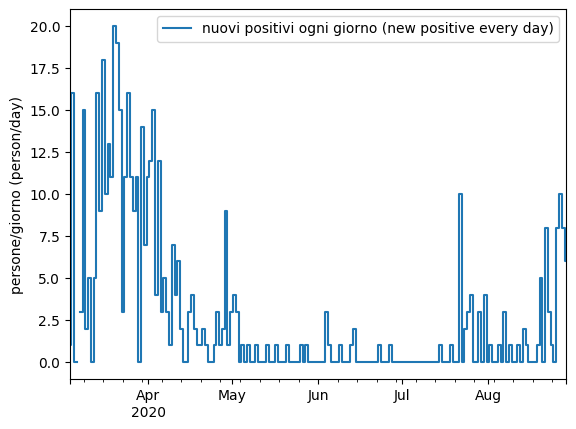 nuovi positivi ogni giorno (new positive every day)
persone/giorno (person/day)
20.0
17.5
15.0
12.5
10.0
7.5
5.0
2.5
0.0
Apr
2020
May
Jun
Jul
Aug